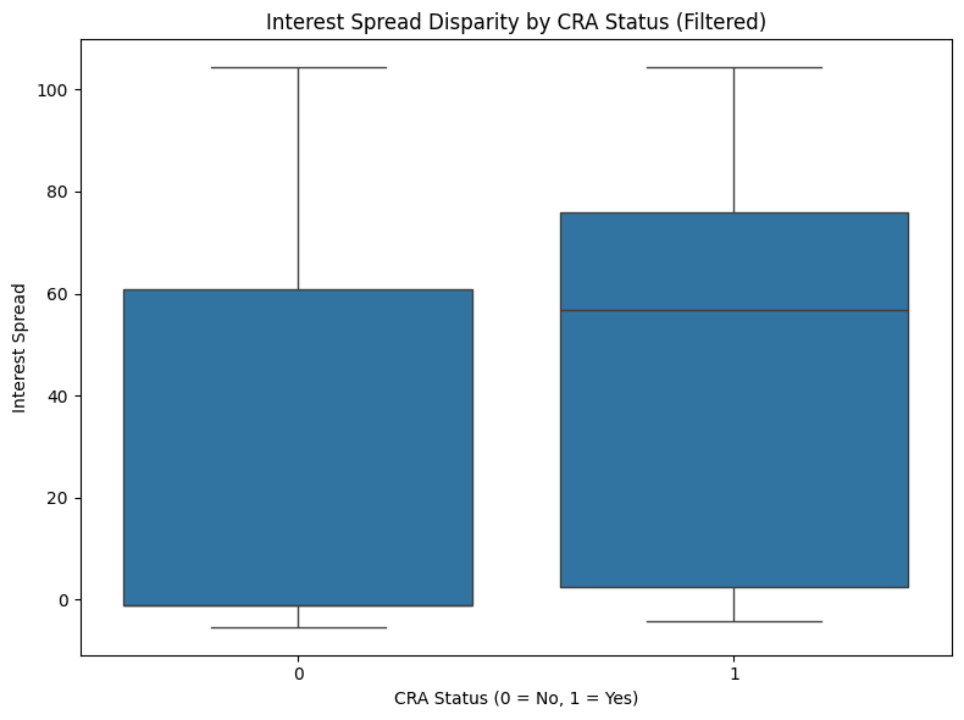 Interest Spread Disparity by CRA Status (Filtered)
Interest Spread
100
80
60
40
20
0
0
1
CRA Status (0 = No, 1 = Yes)